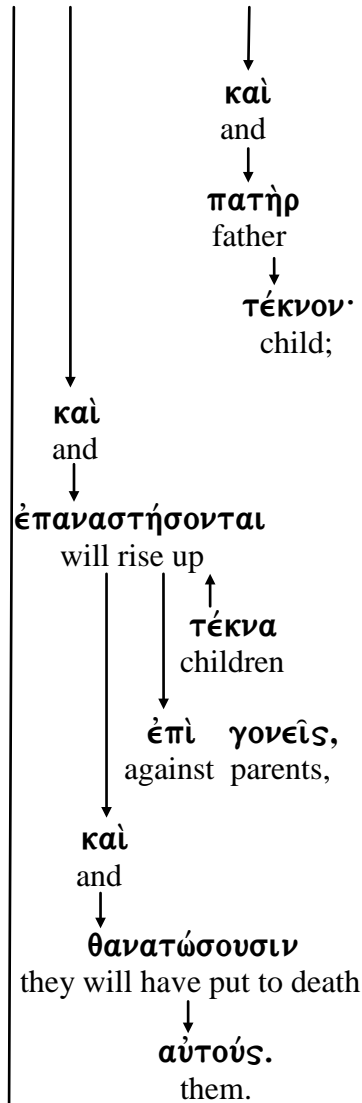 καὶ
and
πατὴρ
father
τέκνον·
child;
καὶ
and
ἐπαναστήσονται
will rise up
τέκνα
children
ἐπὶ γονεῖς,
against parents,
καὶ
and
θανατώσουσιν
they will have put to death
αὐτούς.
them.